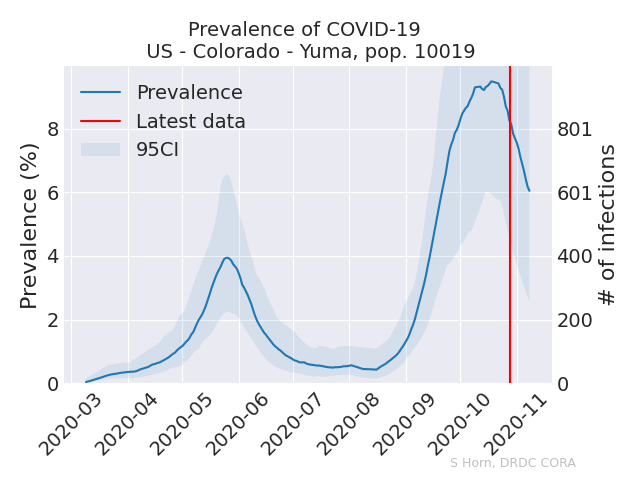 Prevalence of COVID-19
US - Colorado - Yuma, pop. 10019
Prevalence
Latest data
95CI
Prevalence (%)
8
6
4
2
0
801
601
400
200
0
# of infections
2020-03
2020-04
2020-05
2020-06
2020-07
2020-08
2020-09
2020-10
2020-11
S Horn, DRDC CORA